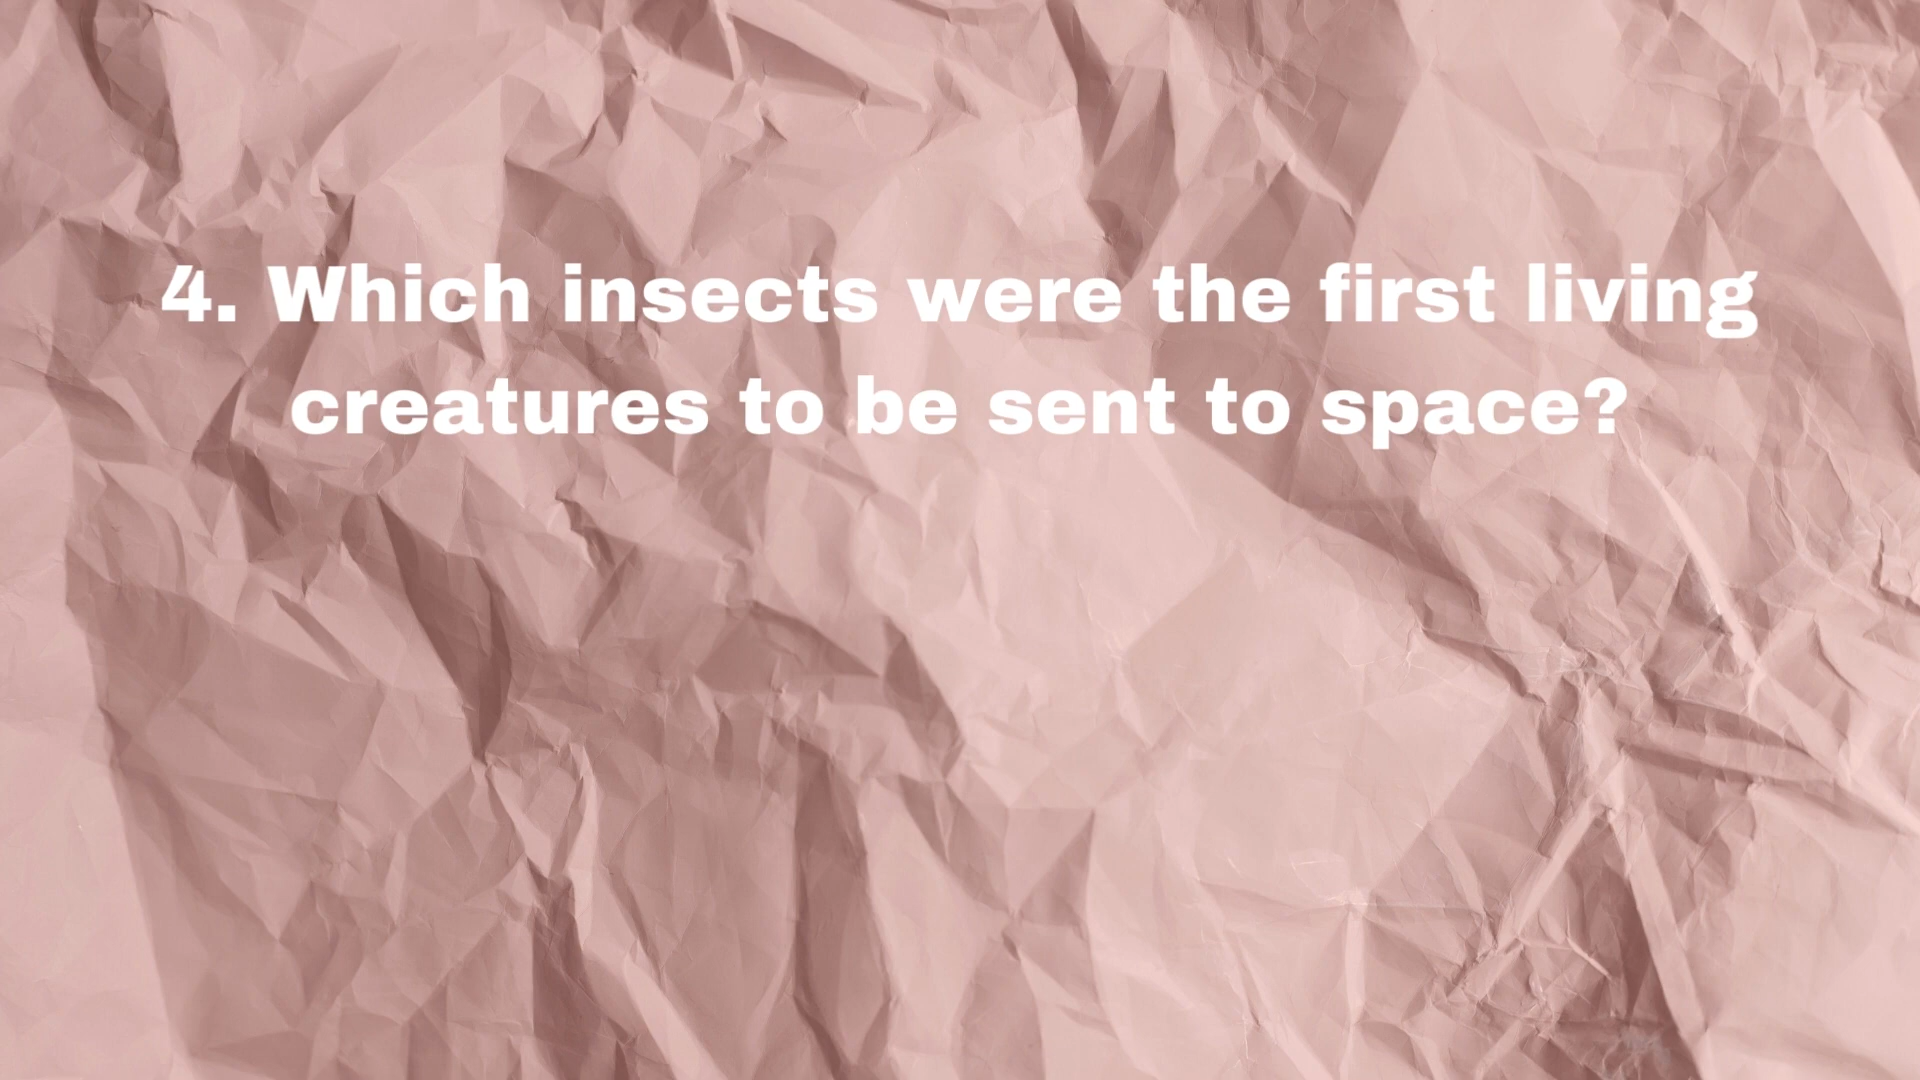 4. Which insects were the first living
creatures to be sent to space?